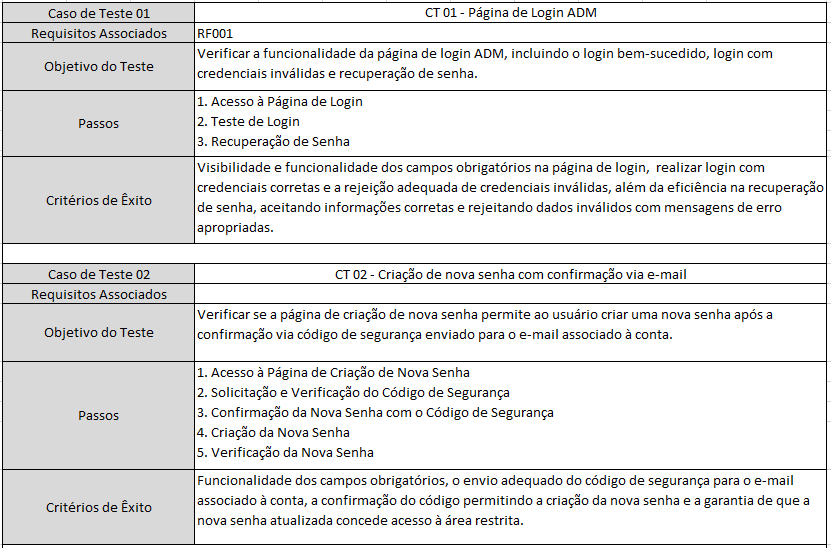 Caso de Teste 01 CT 01 - Página de Login ADM
Requisitos Associados RF001
Objetivo do Teste
Verificar a funcionalidade da página de login ADM, incluindo o login bem-sucedido, login com
credenciais inválidas e recuperação de senha.
Passos
1. Acesso à Página de Login
2. Teste de Login
3. Recuperação de Senha
Critérios de Êxito
Visibilidade e funcionalidade dos campos obrigatórios na página de login,  realizar login com
credenciais corretas e a rejeição adequada de credenciais inválidas, além da eficiência na recuperação
de senha, aceitando informações corretas e rejeitando dados inválidos com mensagens de erro
apropriadas.
Caso de Teste 02 CT 02 - Criação de nova senha com confirmação via e-mail
Requisitos Associados
Objetivo do Teste
Verificar se a página de criação de nova senha permite ao usuário criar uma nova senha após a
confirmação via código de segurança enviado para o e-mail associado à conta.
Passos
1. Acesso à Página de Criação de Nova Senha
2. Solicitação e Verificação do Código de Segurança
3. Confirmação da Nova Senha com o Código de Segurança
4. Criação da Nova Senha
5. Verificação da Nova Senha
Critérios de Êxito
Funcionalidade dos campos obrigatórios, o envio adequado do código de segurança para o e-mail
associado à conta, a confirmação do código permitindo a criação da nova senha e a garantia de que a
nova senha atualizada concede acesso à área restrita.